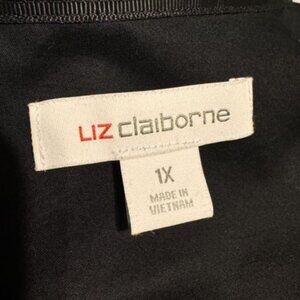 LIZ claiborne
1X
MADE IN
VIETNAM